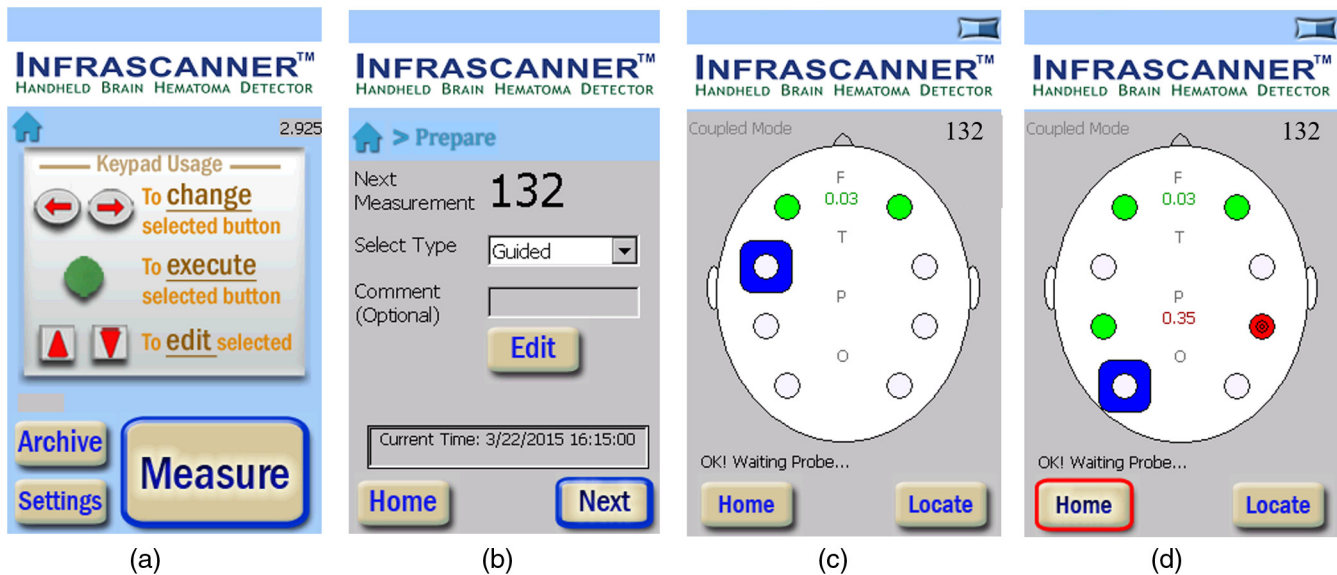 INFRASCANNER™
HANDHELD BRAIN HEMATOMA DETECTOR
2.925
Keypad Usage
To change
selected button
To execute
selected button
To edit selected
Archive
Settings
Measure
(a)
INFRASCANNER™
HANDHELD BRAIN HEMATOMA DETECTOR
> Prepare
Next
Measurement 132
Select Type Guided
Comment
(Optional)
Edit
Current Time: 3/22/2015 16:15:00
Home Next
(b)
INFRASCANNER™
HANDHELD BRAIN HEMATOMA DETECTOR
Coupled Mode 132
F
0.03
T
P
O
OK! Waiting Probe...
Home Locate
(c)
INFRASCANNER™
HANDHELD BRAIN HEMATOMA DETECTOR
Coupled Mode 132
F
0.03
T
P
0.35
O
OK! Waiting Probe...
Home Locate
(d)